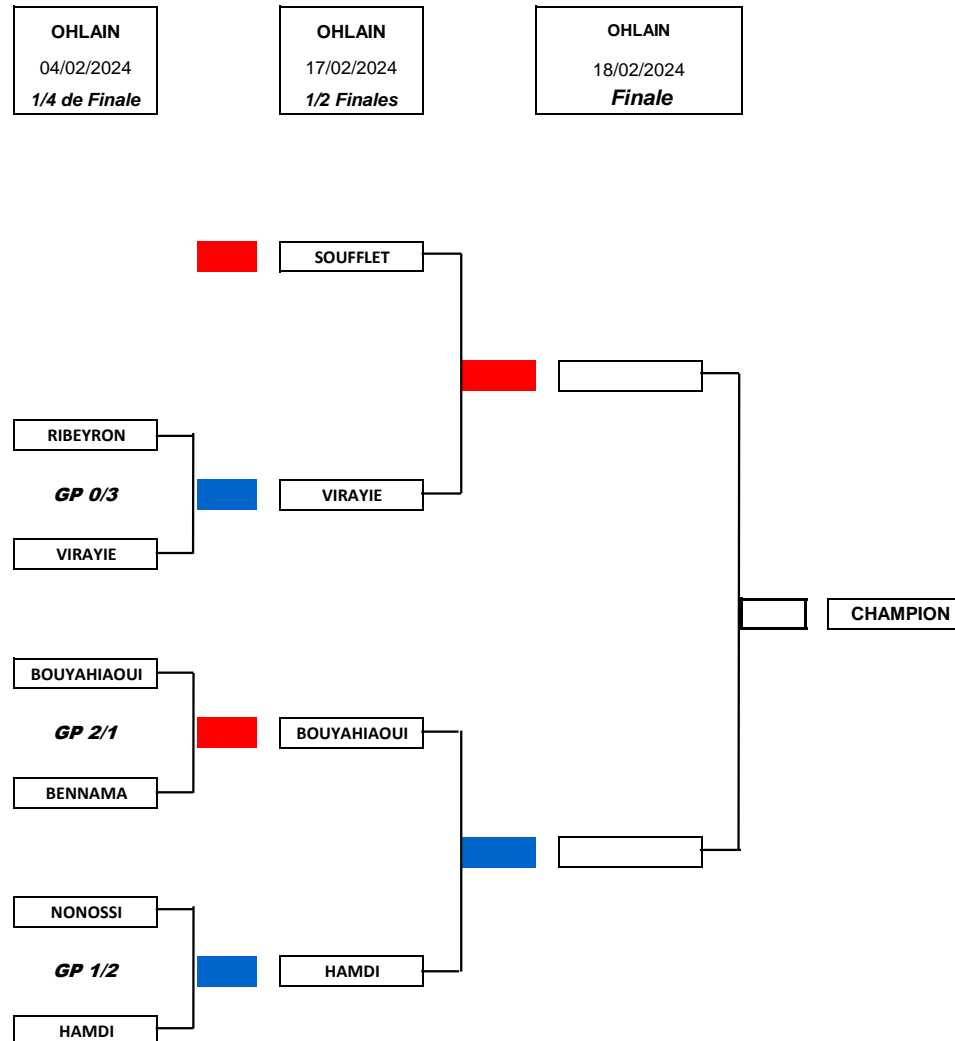 OHLAIN
04/02/2024
1/4 de Finale
OHLAIN
17/02/2024
1/2 Finales
OHLAIN
18/02/2024
Finale
SOUFFLET
RIBEYRON
GP 0/3
VIRAYIE
VIRAYIE
CHAMPION
BOUYAHIAOUI
GP 2/1
BOUYAHIAOUI
BENNAMA
NONOSSI
GP 1/2
HAMDI
HAMDI